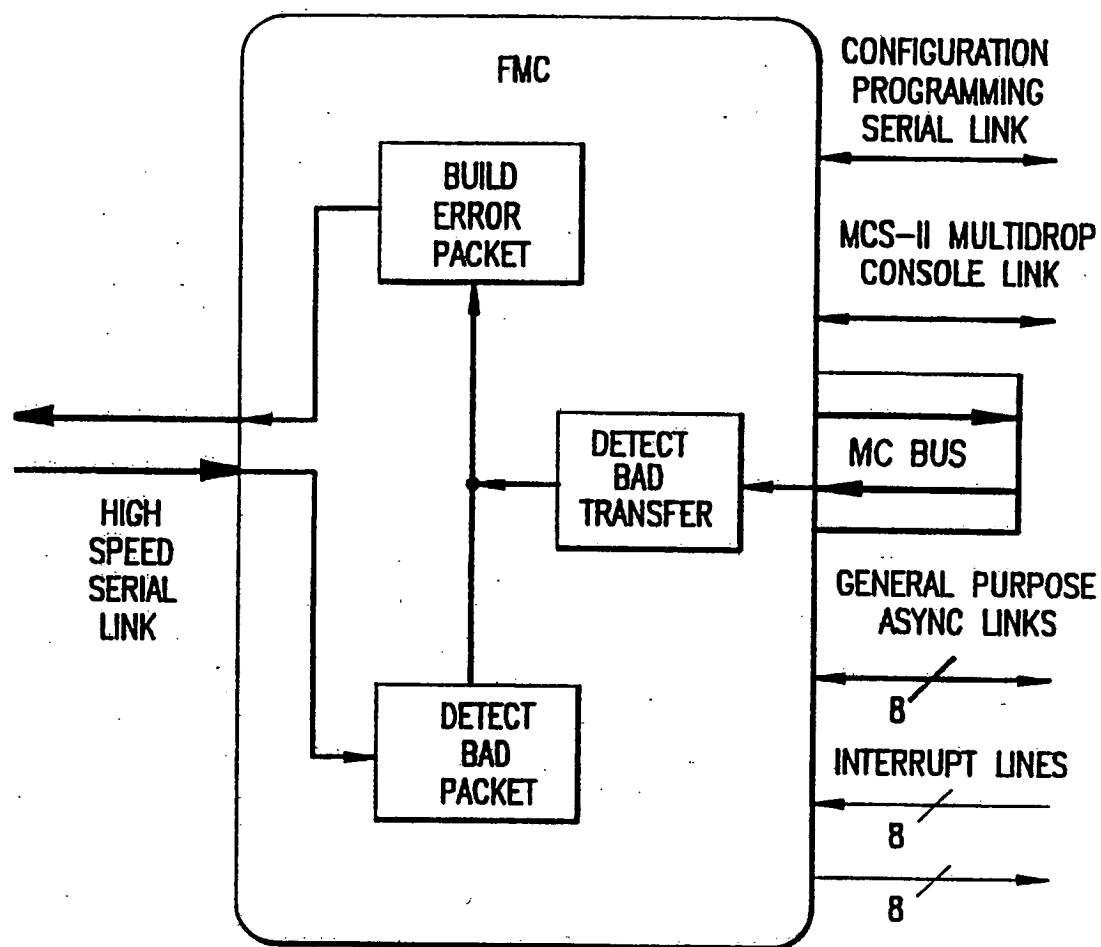 FMC
BUILD
ERROR
PACKET
DETECT
BAD
TRANSFER
DETECT
BAD
PACKET
HIGH
SPEED
SERIAL
LINK
CONFIGURATION
PROGRAMMING
SERIAL LINK
MCS-II MULTIDROP
CONSOLE LINK
MC BUS
GENERAL PURPOSE
ASYNC LINKS
8
INTERRUPT LINES
8
8